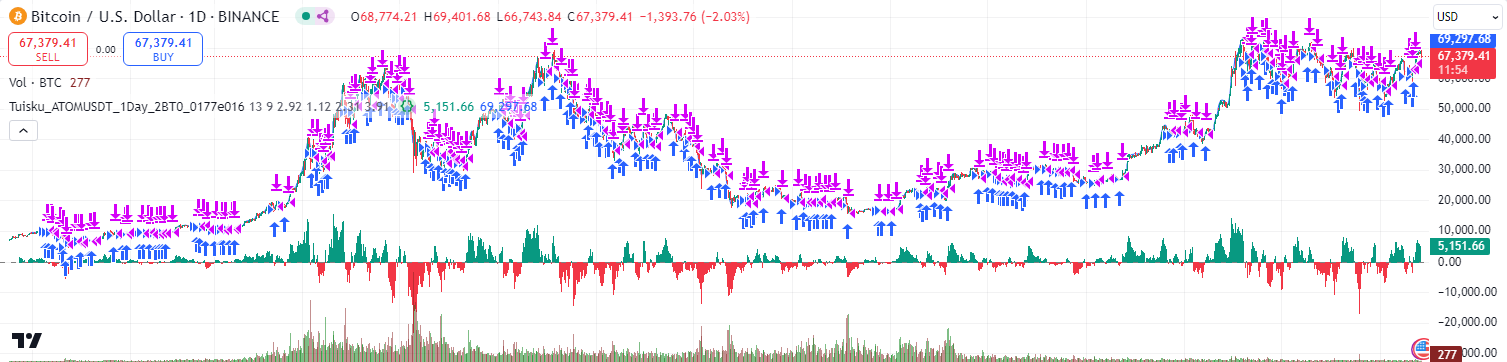 Bitcoin / U.S. Dollar · 1D · BINANCE O68,774.21 H69,401.68 L66,743.84 C67,379.41 −1,393.76 (−2.03%)
USD
67,379.41 SELL
0.00
67,379.41 BUY
Vol · BTC 277
Tuisku_ATOMUSDT_1Day_2BT0_0177e016 13 9 2.92 1.12 2.31 3.91 5,151.66 69,297.68
69,297.68
67,379.41
11:54
60,000.00
50,000.00
40,000.00
30,000.00
20,000.00
10,000.00
5,151.66
0.00
−10,000.00
−20,000.00
277